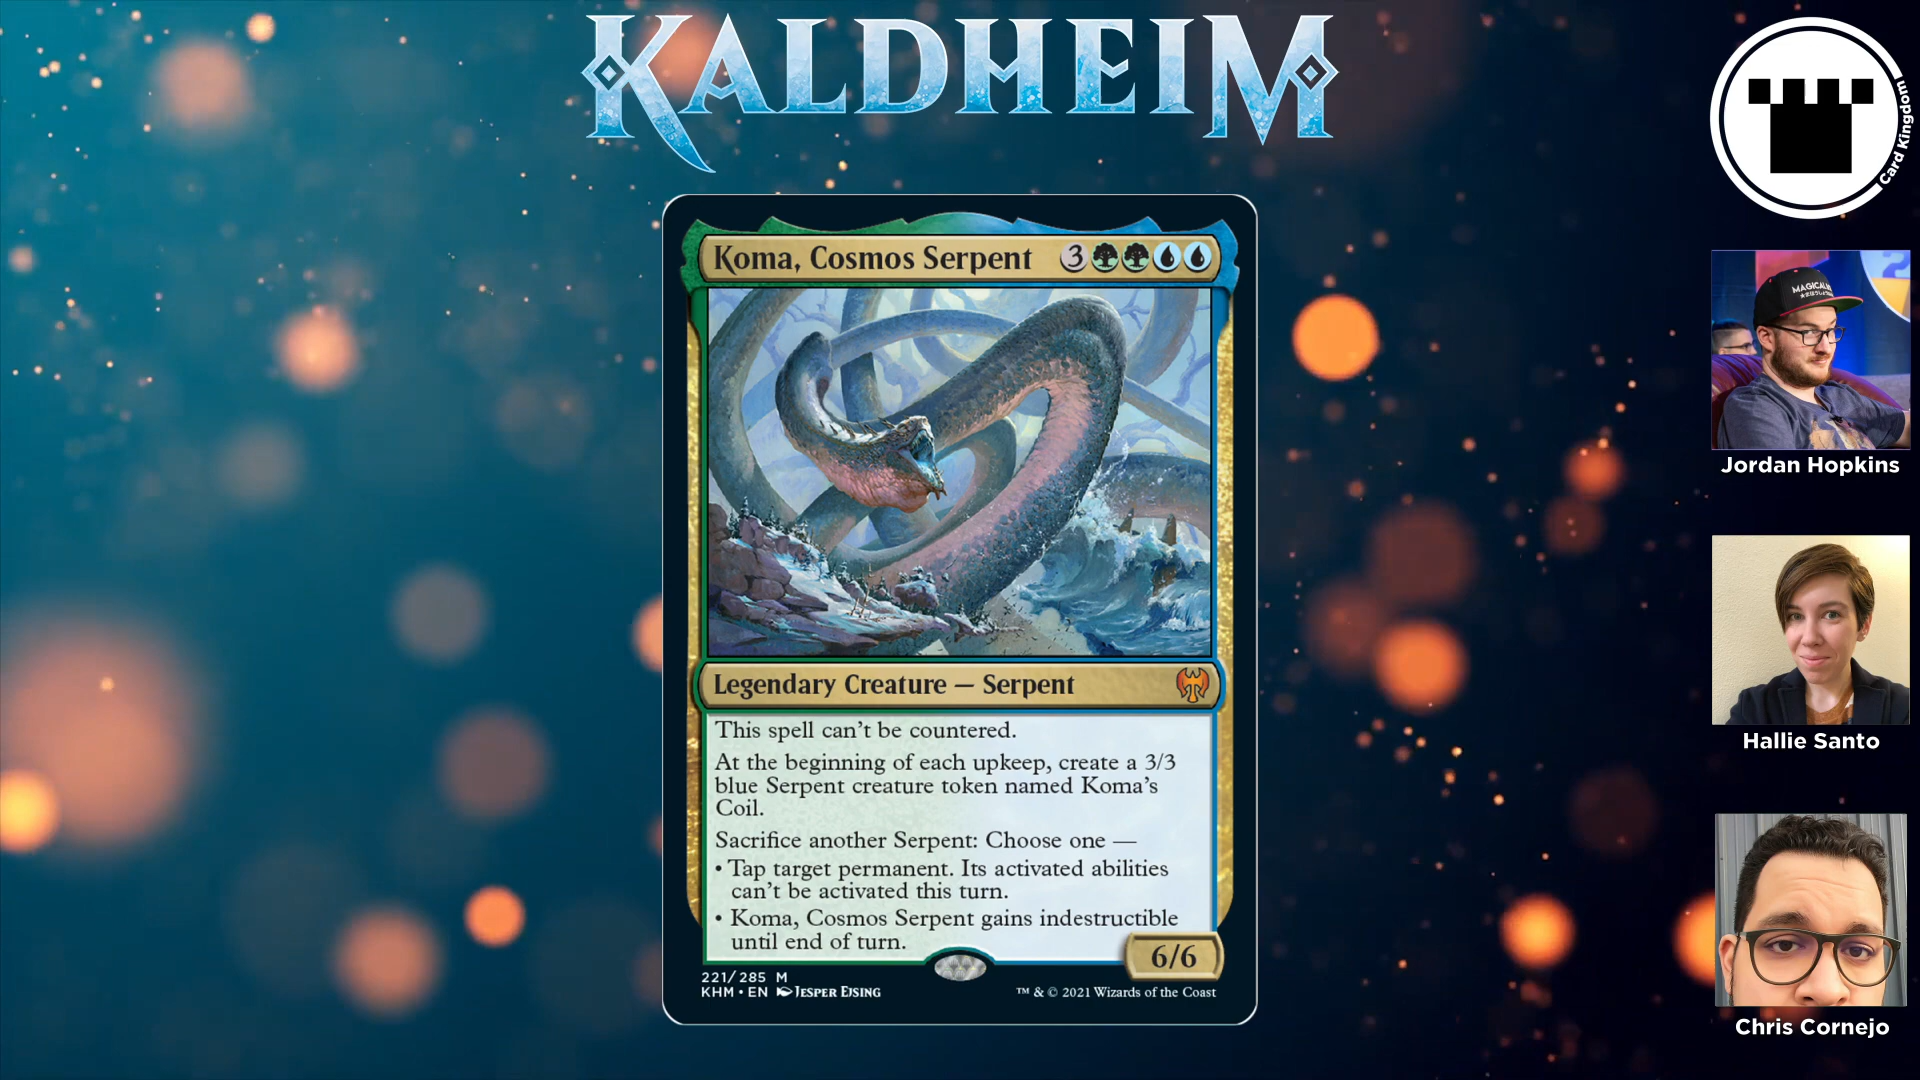 KALDHEIM
Card Kingdom
Koma, Cosmos Serpent 3
Legendary Creature — Serpent
This spell can't be countered.
At the beginning of each upkeep, create a 3/3
blue Serpent creature token named Koma's
Coil.
Sacrifice another Serpent: Choose one —
• Tap target permanent. Its activated abilities
can't be activated this turn.
• Koma, Cosmos Serpent gains indestructible
until end of turn.
6/6
221/285 M
KHM • EN Jesper Ejsing
™ & © 2021 Wizards of the Coast
MAGICAL
Jordan Hopkins
Hallie Santo
Chris Cornejo